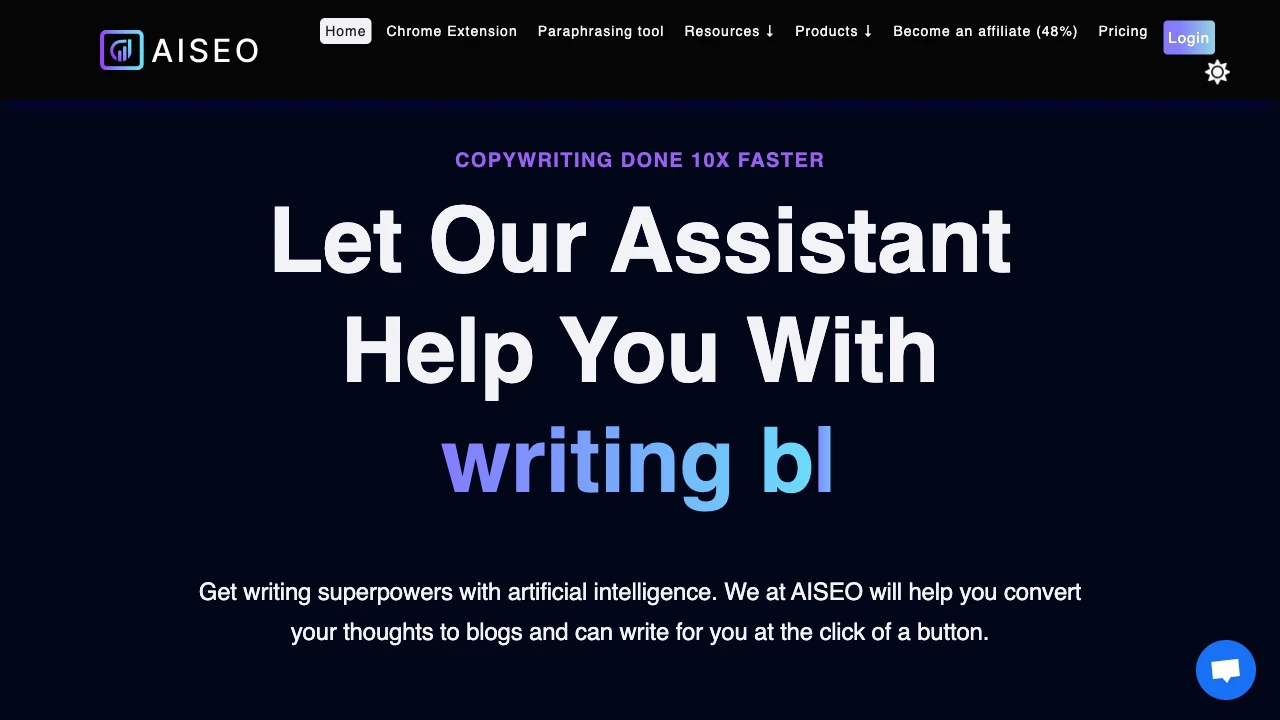 AISEO
Home
Chrome Extension
Paraphrasing tool
Resources ↓
Products ↓
Become an affiliate (48%)
Pricing
Login
COPYWRITING DONE 10X FASTER
Let Our Assistant
Help You With
writing bl
Get writing superpowers with artificial intelligence. We at AISEO will help you convert
your thoughts to blogs and can write for you at the click of a button.